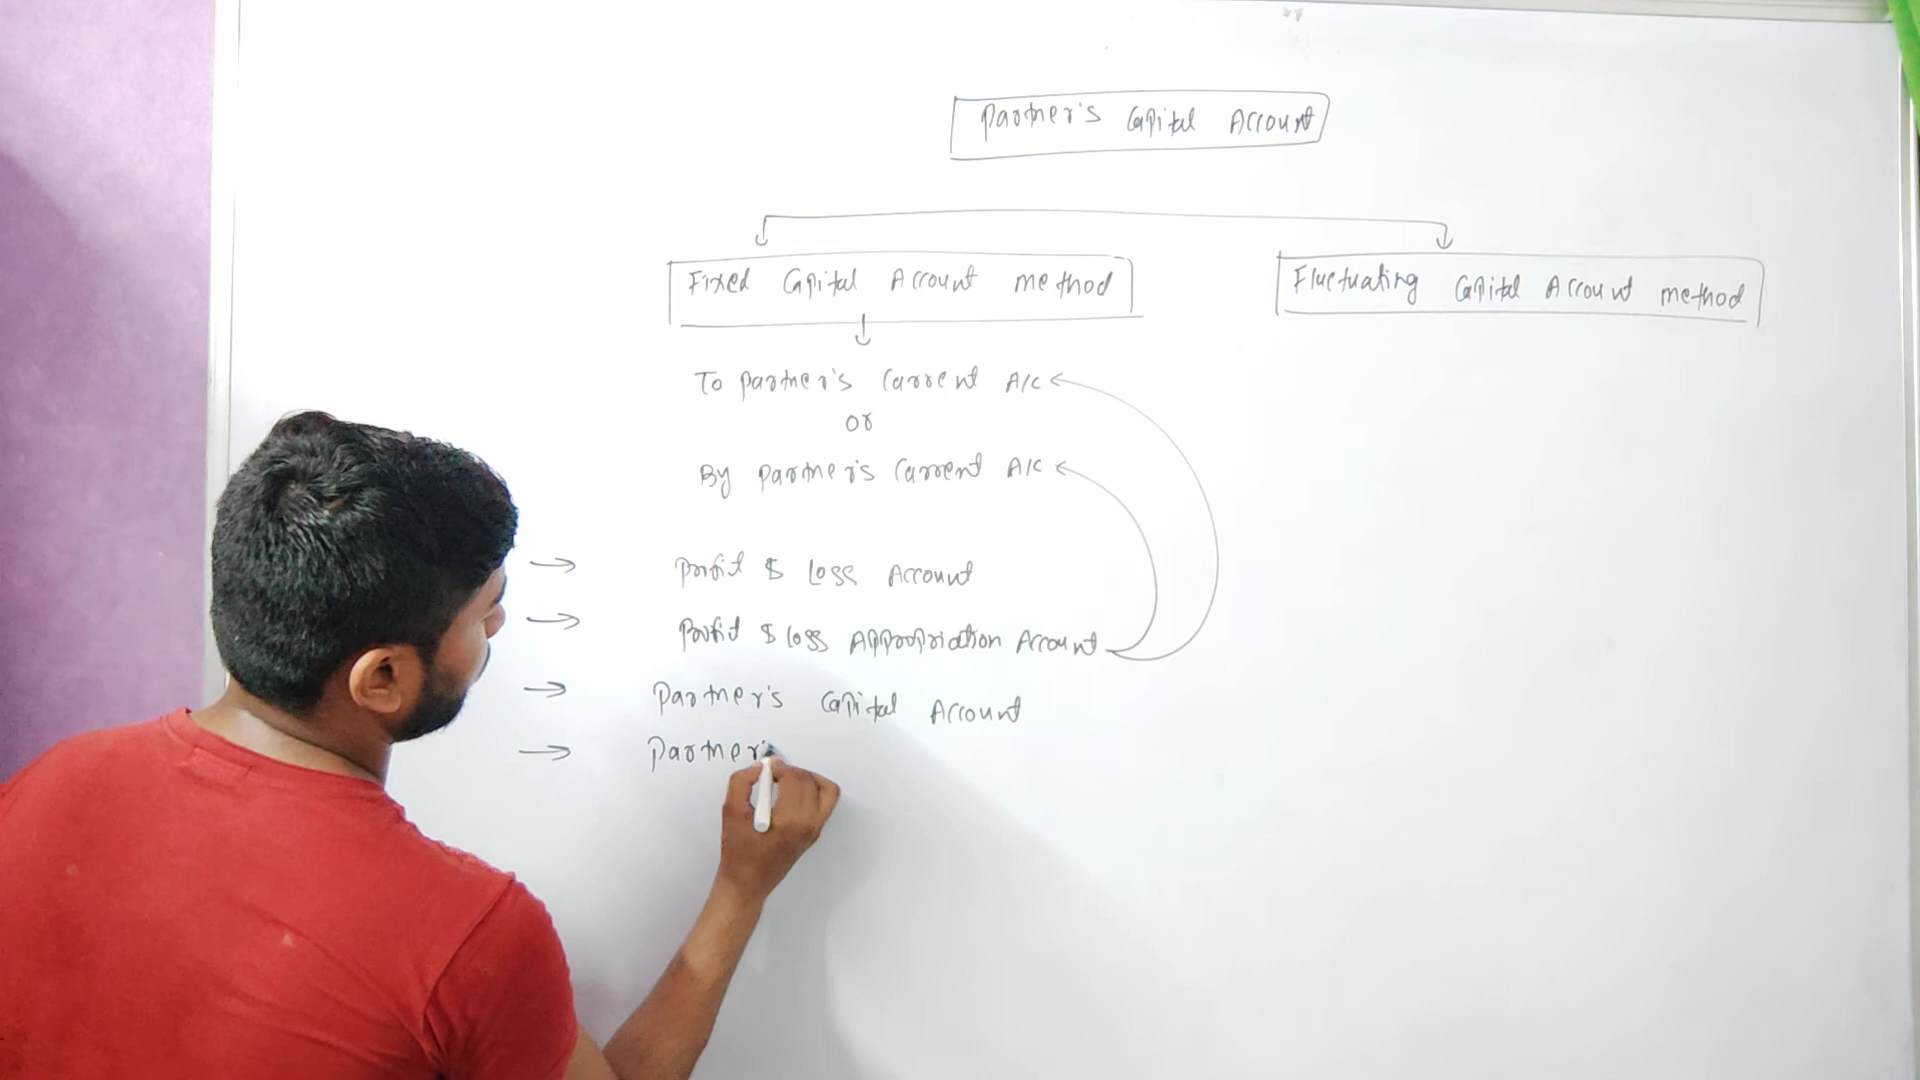 Partner's Capital Account
Fixed Capital Account method
Fluctuating Capital Account method
To Partner's Current A/C
or
By Partner's Current A/C
→ Profit & Loss Account
→ Profit & Loss Appropriation Account
→ Partner's Capital Account
→ Partner's